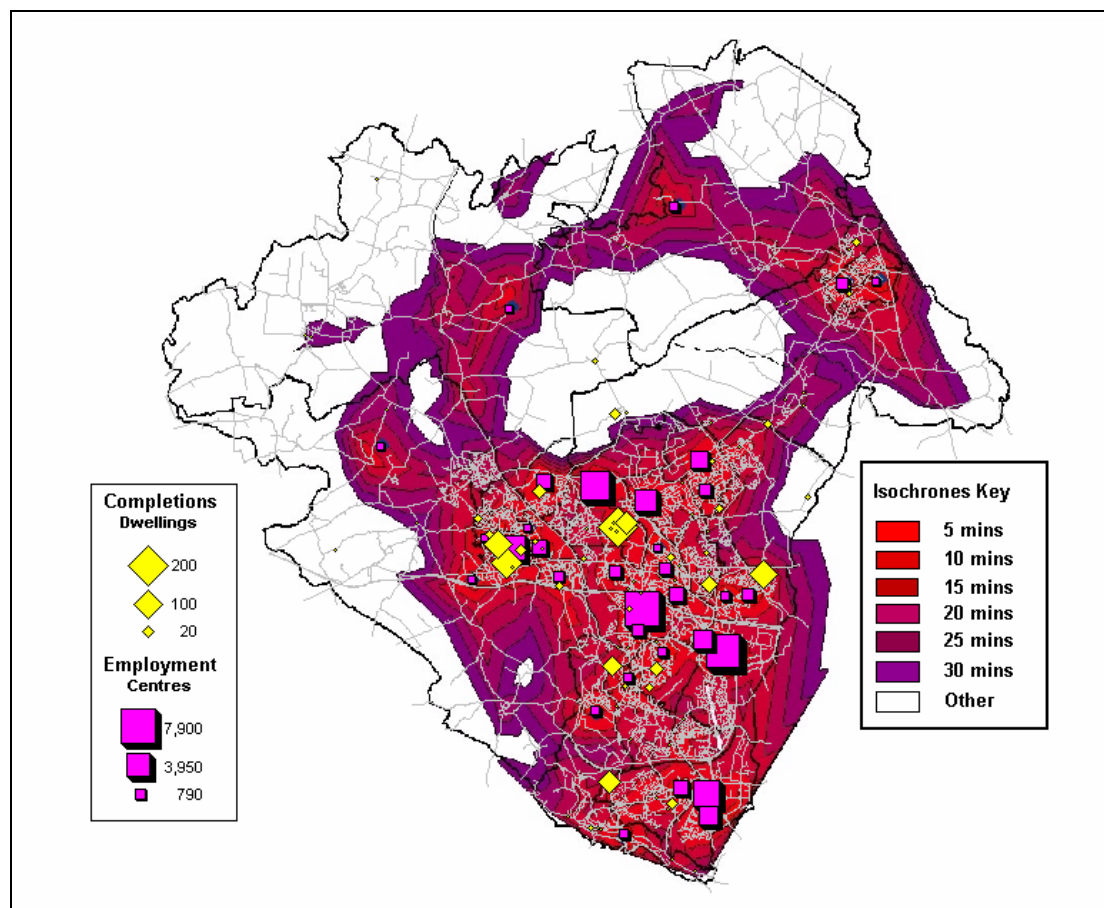 Completions
Dwellings
200
100
20
Employment
Centres
7,900
3,950
790
Isochrones Key
5 mins
10 mins
15 mins
20 mins
25 mins
30 mins
Other